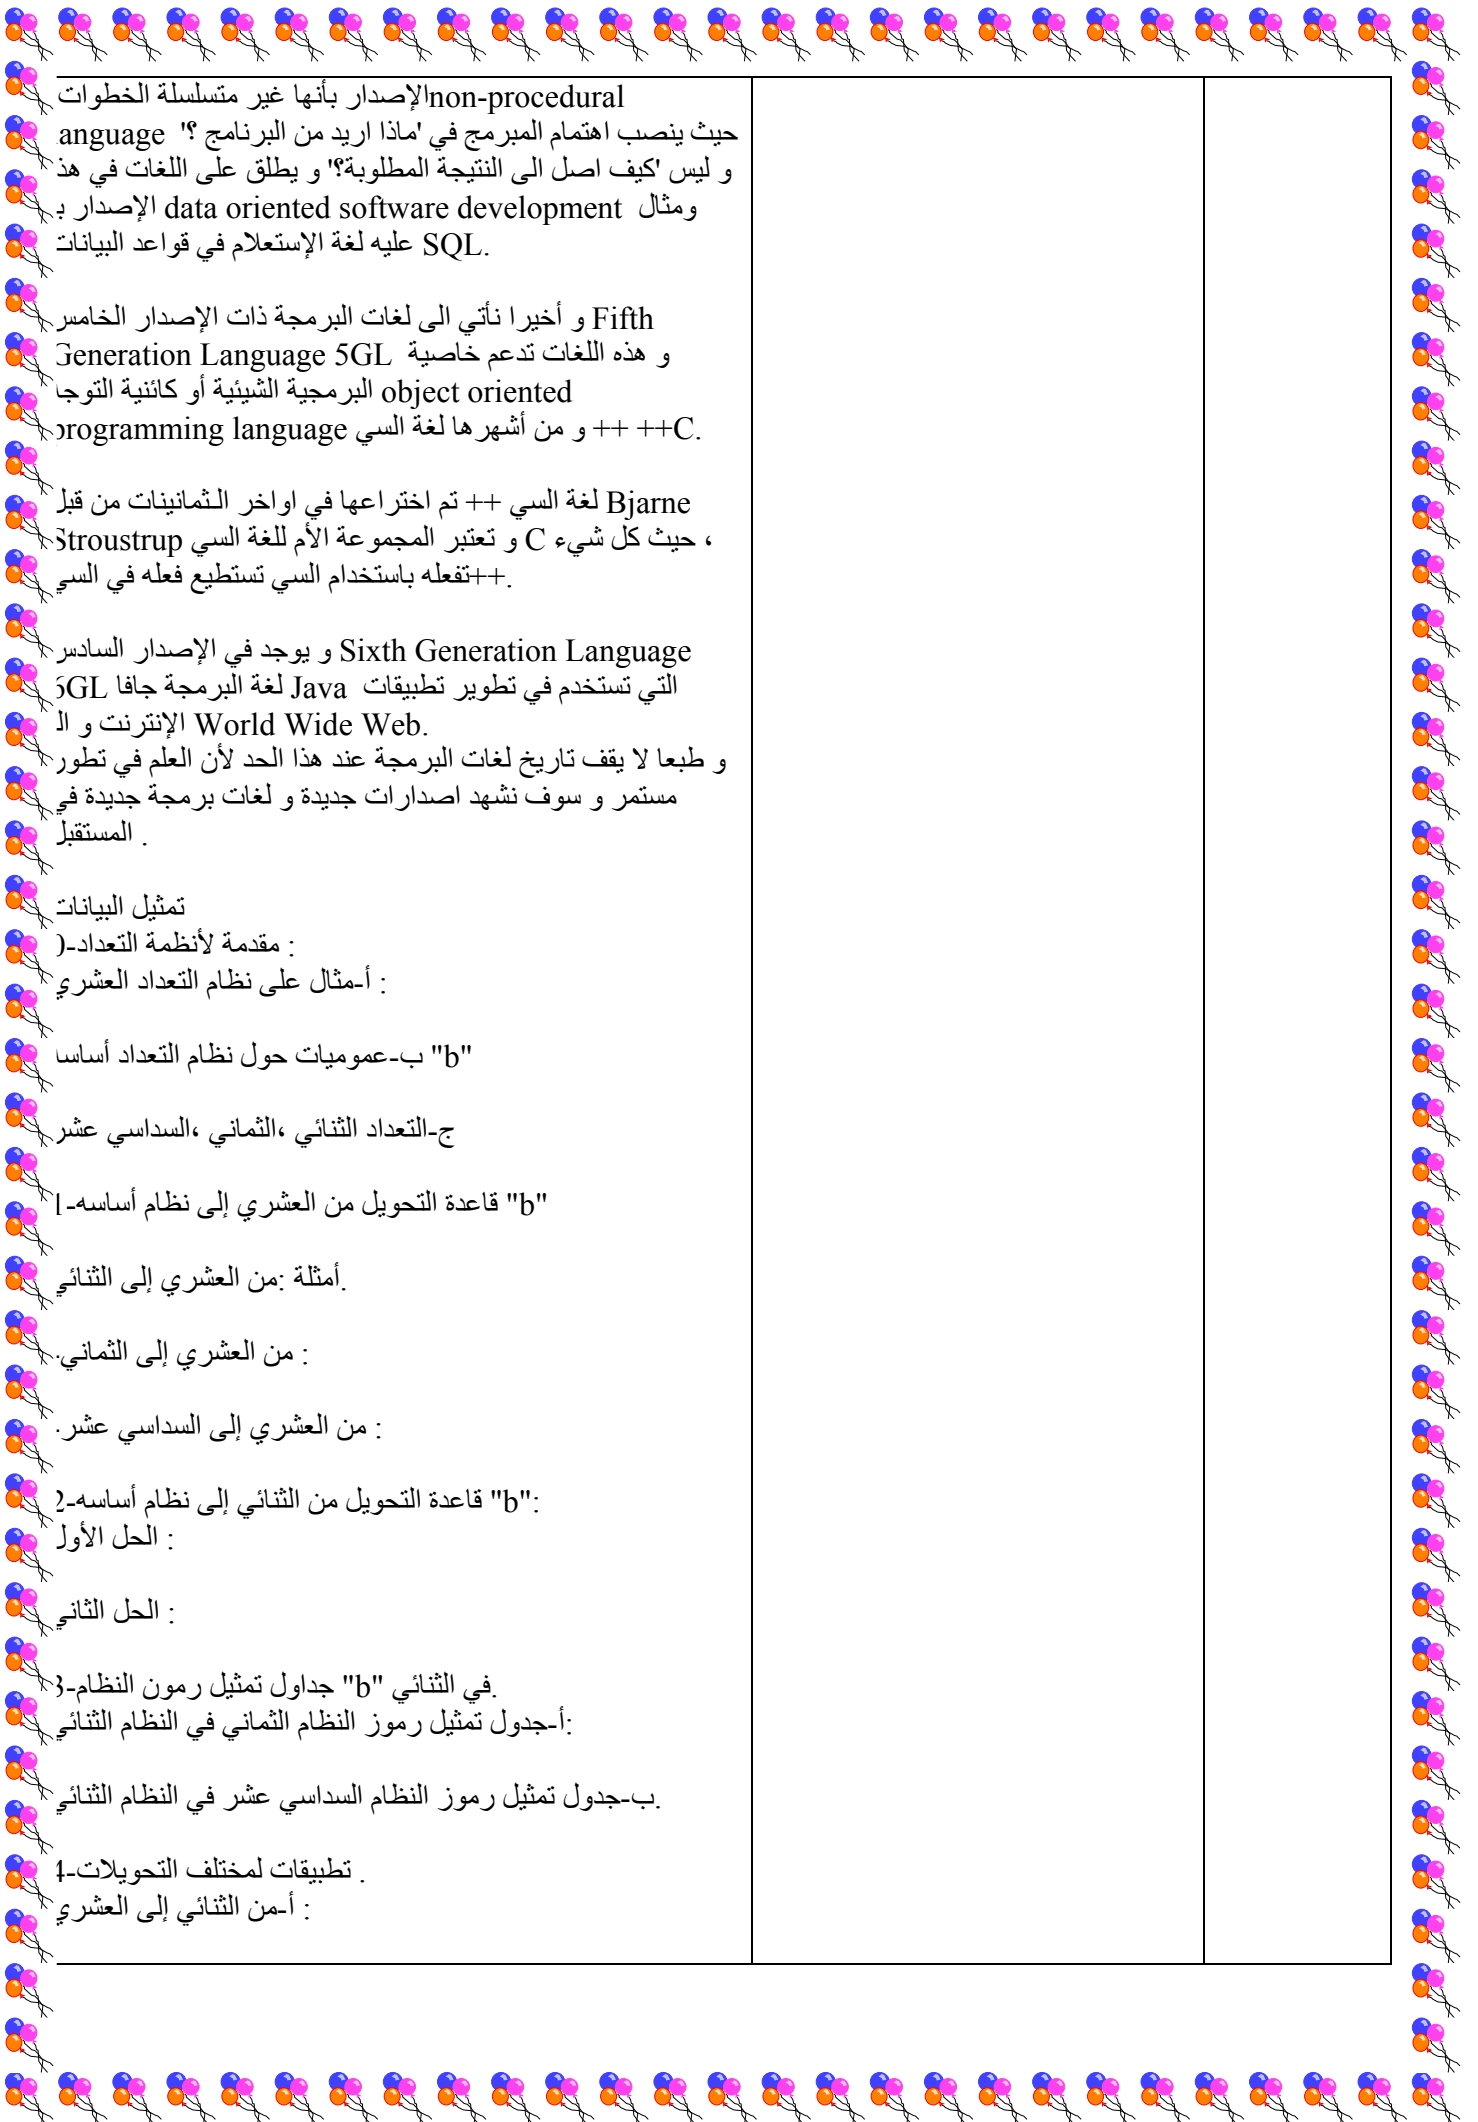 non-proceduralالإصدار بأنها غير متسلسلة الخطوات
حيث ينصب اهتمام المبرمج في 'ماذا اريد من البرنامج ؟' anguage
و ليس 'كيف اصل الى النتيجة المطلوبة؟' و يطلق على اللغات في هذ
ومثال data oriented software development الإصدار بـ
.SQL عليه لغة الإستعلام في قواعد البيانات
Fifth و أخيرا نأتي الى لغات البرمجة ذات الإصدار الخامس
و هذه اللغات تدعم خاصية Generation Language 5GL
object oriented البرمجية الشيئية أو كائنية التوجه
.C++ ++ و من أشهرها لغة السي programming language
Bjarne لغة السي ++ تم اختراعها في اواخر الـثمانينات من قبل
، حيث كل شيء C و تعتبر المجموعة الأم للغة السي Stroustrup
.++تفعله باستخدام السي تستطيع فعله في السي
Sixth Generation Language و يوجد في الإصدار السادس
التي تستخدم في تطوير تطبيقات Java لغة البرمجة جافا 6GL
.World Wide Web الإنترنت و الـ
و طبعا لا يقف تاريخ لغات البرمجة عند هذا الحد لأن العلم في تطور
مستمر و سوف نشهد اصدارات جديدة و لغات برمجة جديدة في
. المستقبل
تمثيل البيانات
: مقدمة لأنظمة التعداد-0
: أ-مثال على نظام التعداد العشري
"b" ب-عموميات حول نظام التعداد أساسه
ج-التعداد الثنائي ،الثماني ،السداسي عشر
"b" قاعدة التحويل من العشري إلى نظام أساسه-1
.أمثلة :من العشري إلى الثنائي
: من العشري إلى الثماني-
: من العشري إلى السداسي عشر-
:"b" قاعدة التحويل من الثنائي إلى نظام أساسه-2
: الحل الأول
: الحل الثاني
.في الثنائي "b" جداول تمثيل رمون النظام-3
:أ-جدول تمثيل رموز النظام الثماني في النظام الثنائي
.ب-جدول تمثيل رموز النظام السداسي عشر في النظام الثنائي
. تطبيقات لمختلف التحويلات-4
: أ-من الثنائي إلى العشري